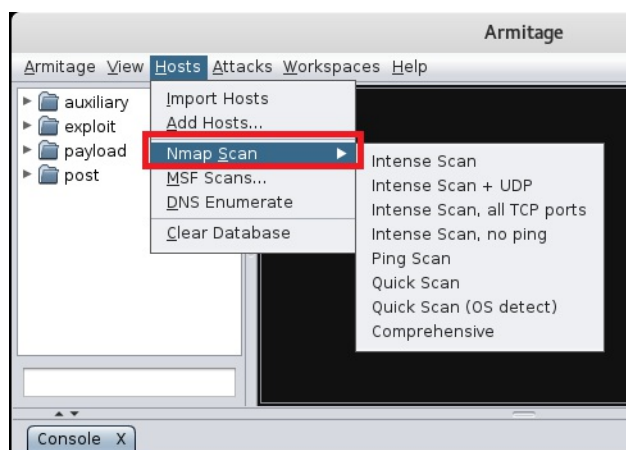 Armitage
Armitage View Hosts Attacks Workspaces Help
auxiliary
exploit
payload
post
Import Hosts
Add Hosts...
Nmap Scan
MSF Scans...
DNS Enumerate
Clear Database
Intense Scan
Intense Scan + UDP
Intense Scan, all TCP ports
Intense Scan, no ping
Ping Scan
Quick Scan
Quick Scan (OS detect)
Comprehensive
Console X